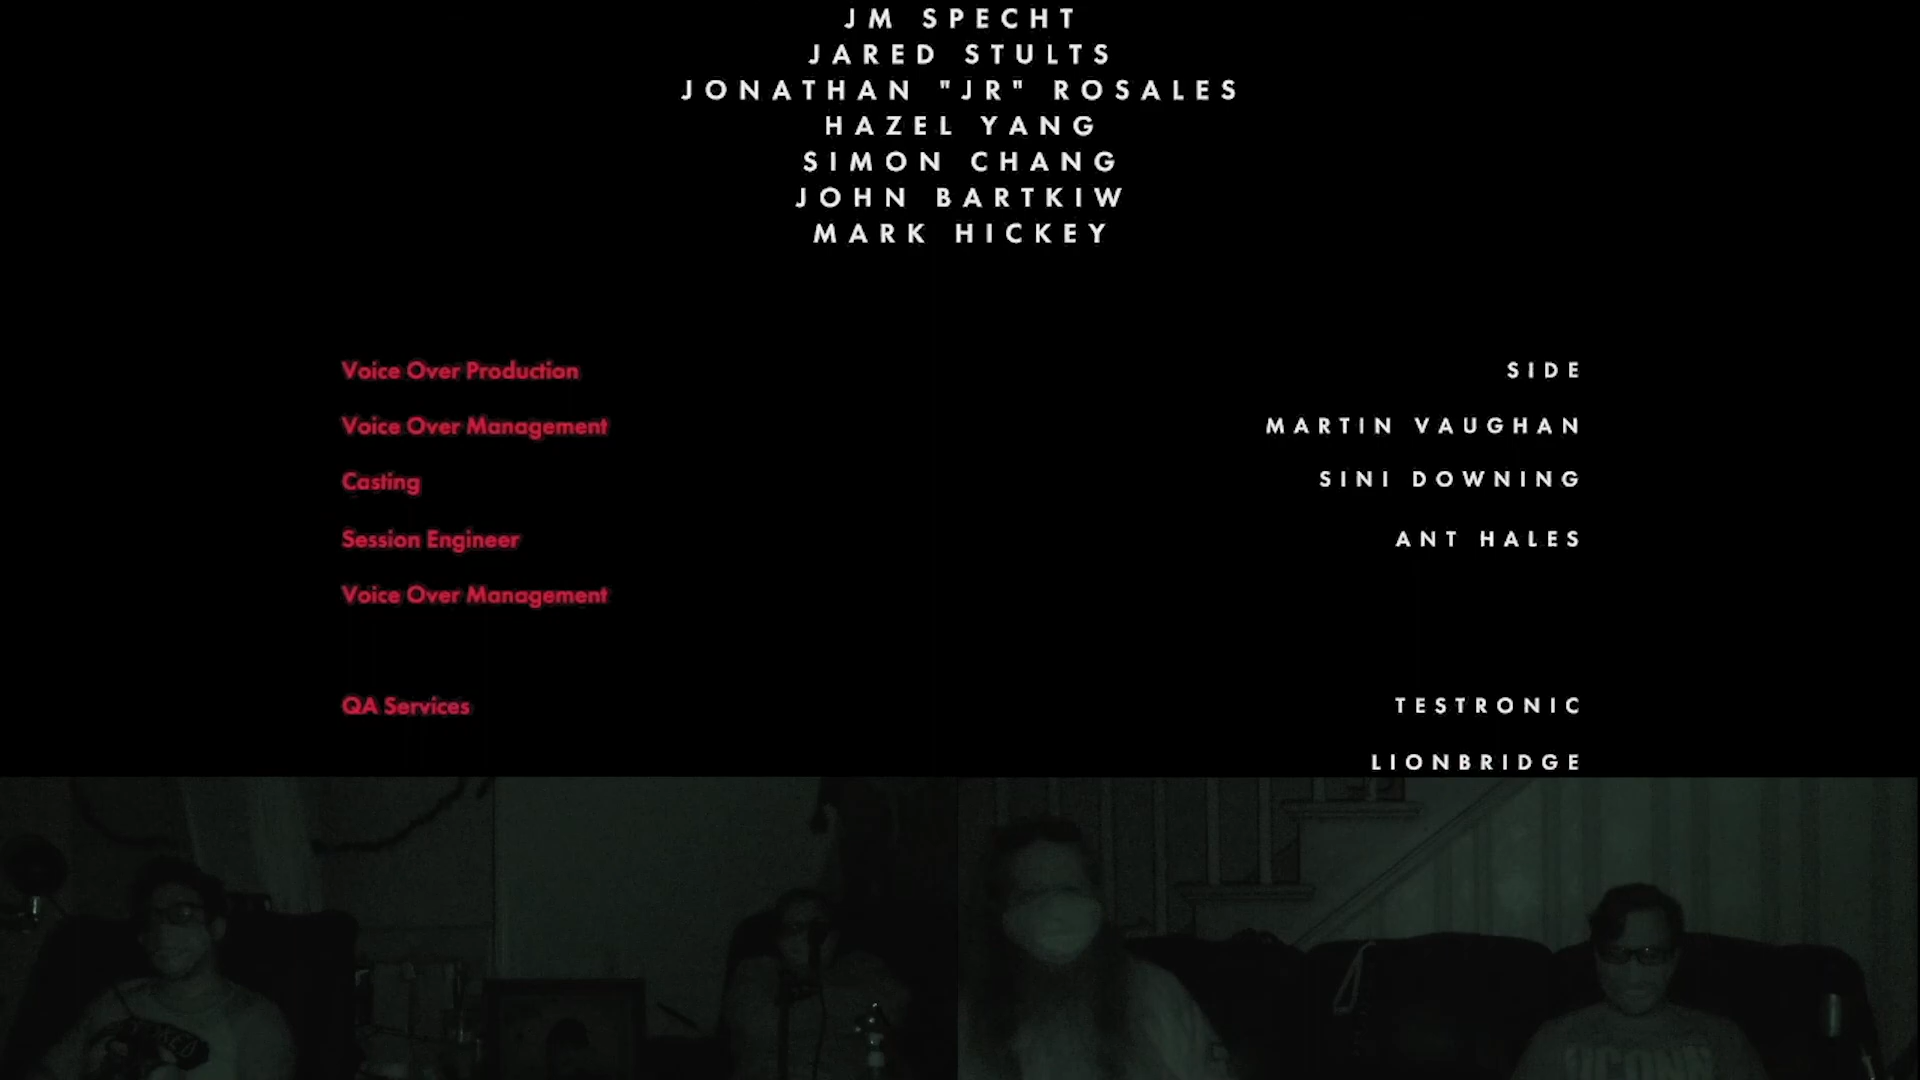 JM SPECHT
JARED STULTS
JONATHAN "JR" ROSALES
HAZEL YANG
SIMON CHANG
JOHN BARTKIW
MARK HICKEY
Voice Over Production SIDE
Voice Over Management MARTIN VAUGHAN
Casting SINI DOWNING
Session Engineer ANT HALES
Voice Over Management
QA Services TESTRONIC
LIONBRIDGE